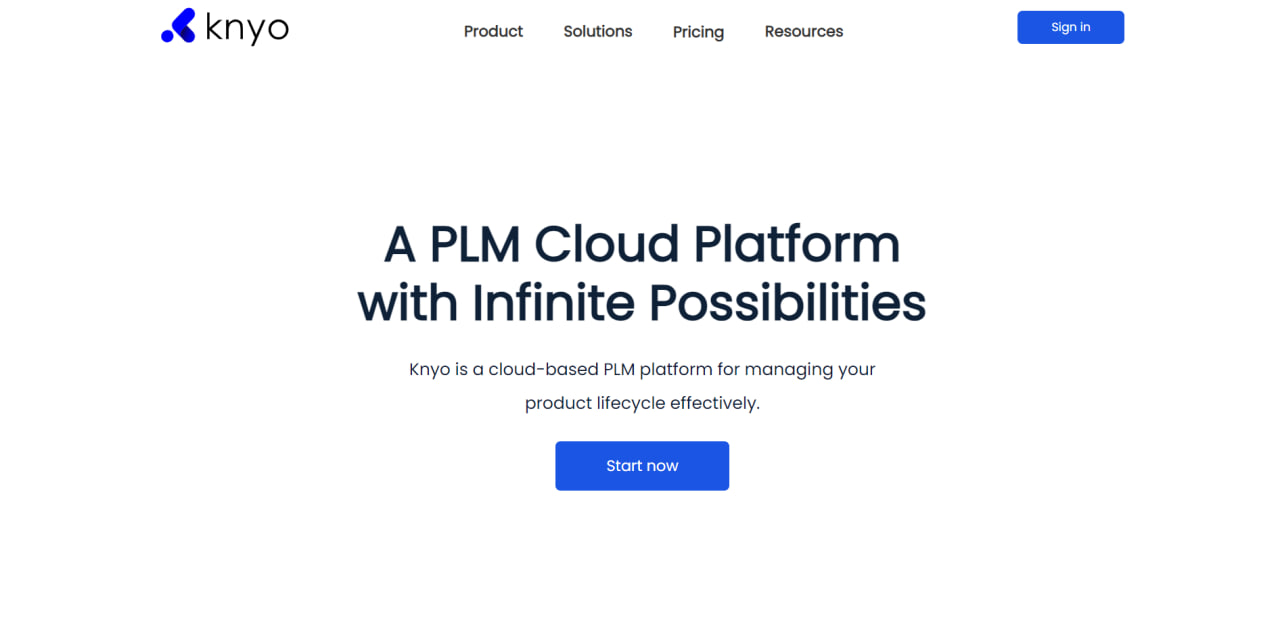 knyo
Product
Solutions
Pricing
Resources
Sign in
A PLM Cloud Platform
with Infinite Possibilities
Knyo is a cloud-based PLM platform for managing your
product lifecycle effectively.
Start now